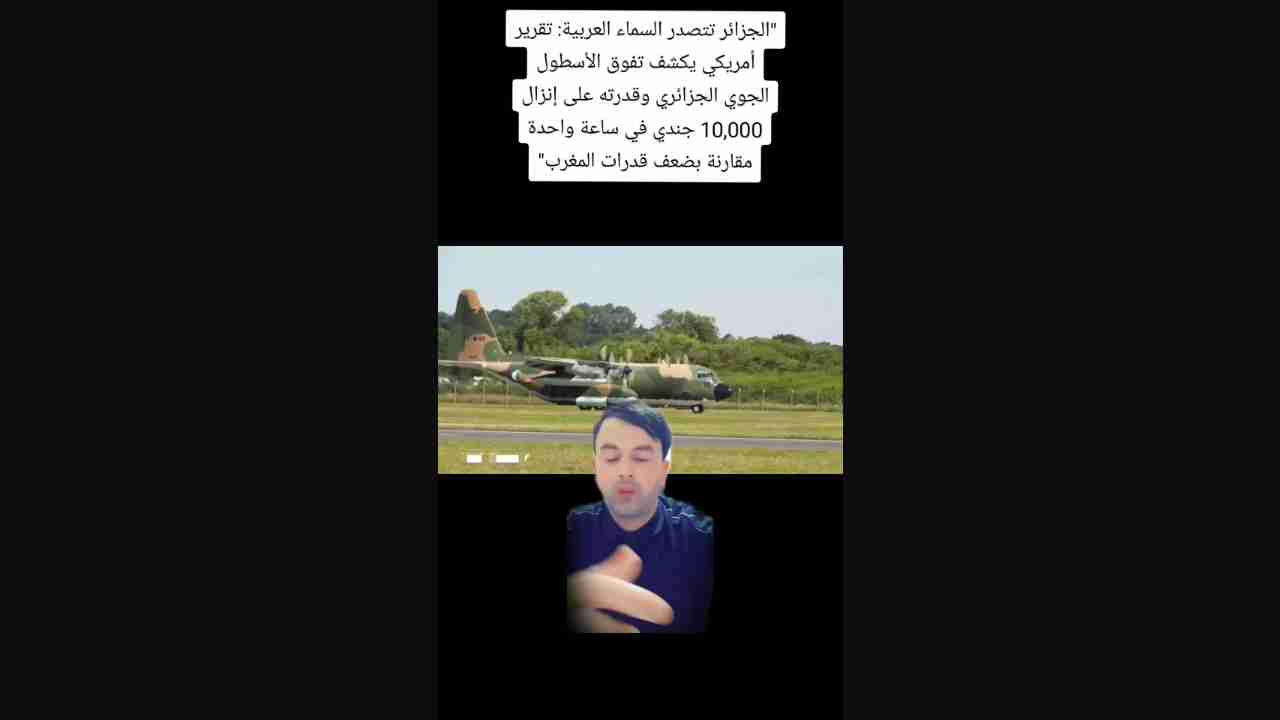 "الجزائر تتصدر السماء العربية: تقرير
أمريكي يكشف تفوق الأسطول
الجوي الجزائري وقدرته على إنزال
10,000 جندي في ساعة واحدة
مقارنة بضعف قدرات المغرب"